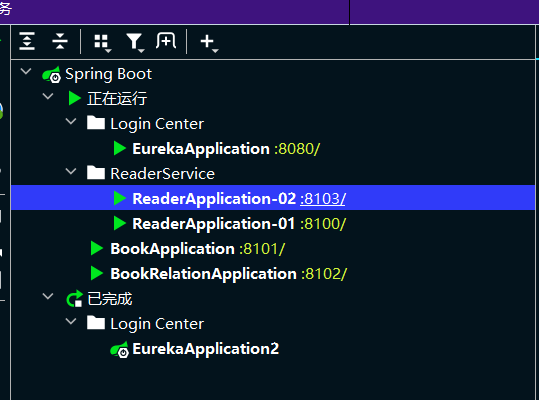 务
Spring Boot
正在运行
Login Center
EurekaApplication :8080/
ReaderService
ReaderApplication-02 :8103/
ReaderApplication-01 :8100/
BookApplication :8101/
BookRelationApplication :8102/
已完成
Login Center
EurekaApplication2